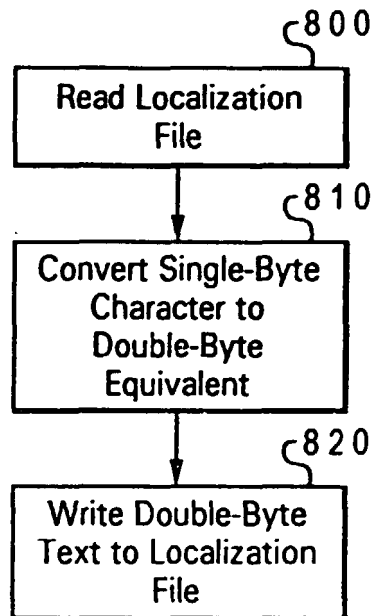 800
Read Localization
File
810
Convert Single-Byte
Character to
Double-Byte
Equivalent
820
Write Double-Byte
Text to Localization
File